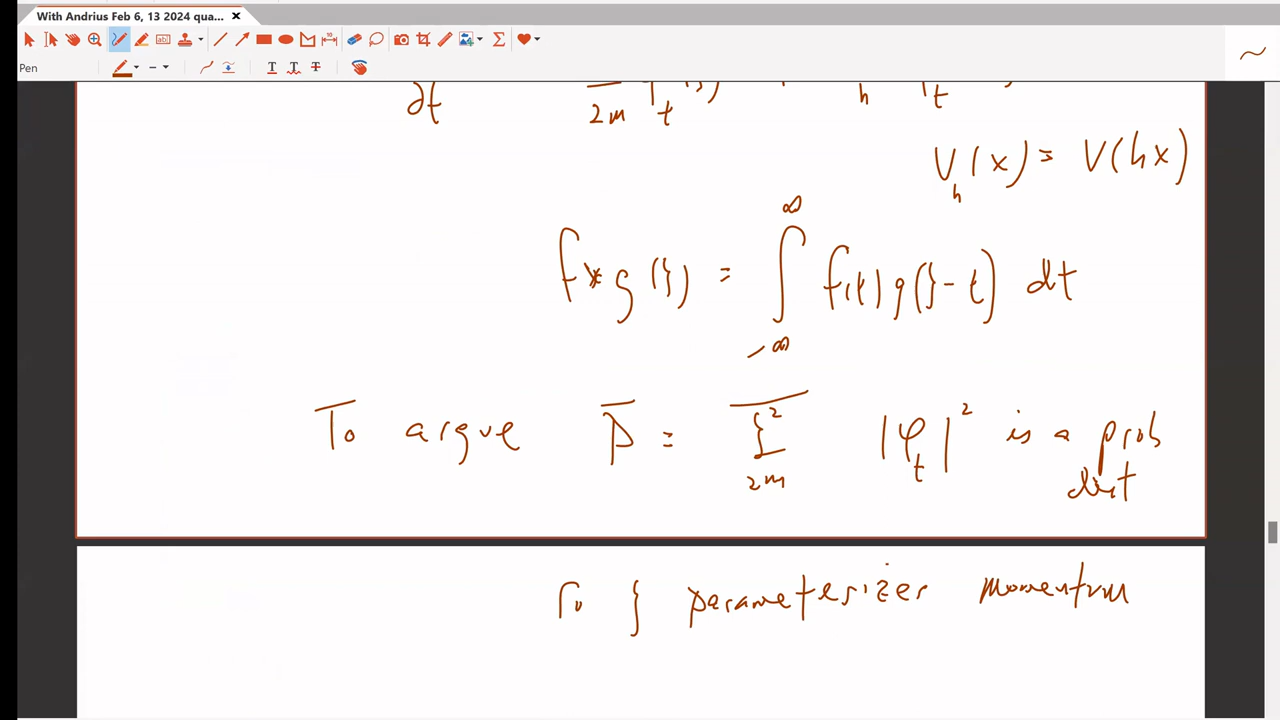 With Andrius Feb 6, 13 2024 qua...
Pen
∂t 2m t h t
V_h(x) = V(hx)
f*g(ξ) = ∫_{-∞}^{∞} f(t) g(ξ-t) dt
To argue p̄ = ξ²/2m |φ_t|² is a prob
dist
ξ parameterizes momentum